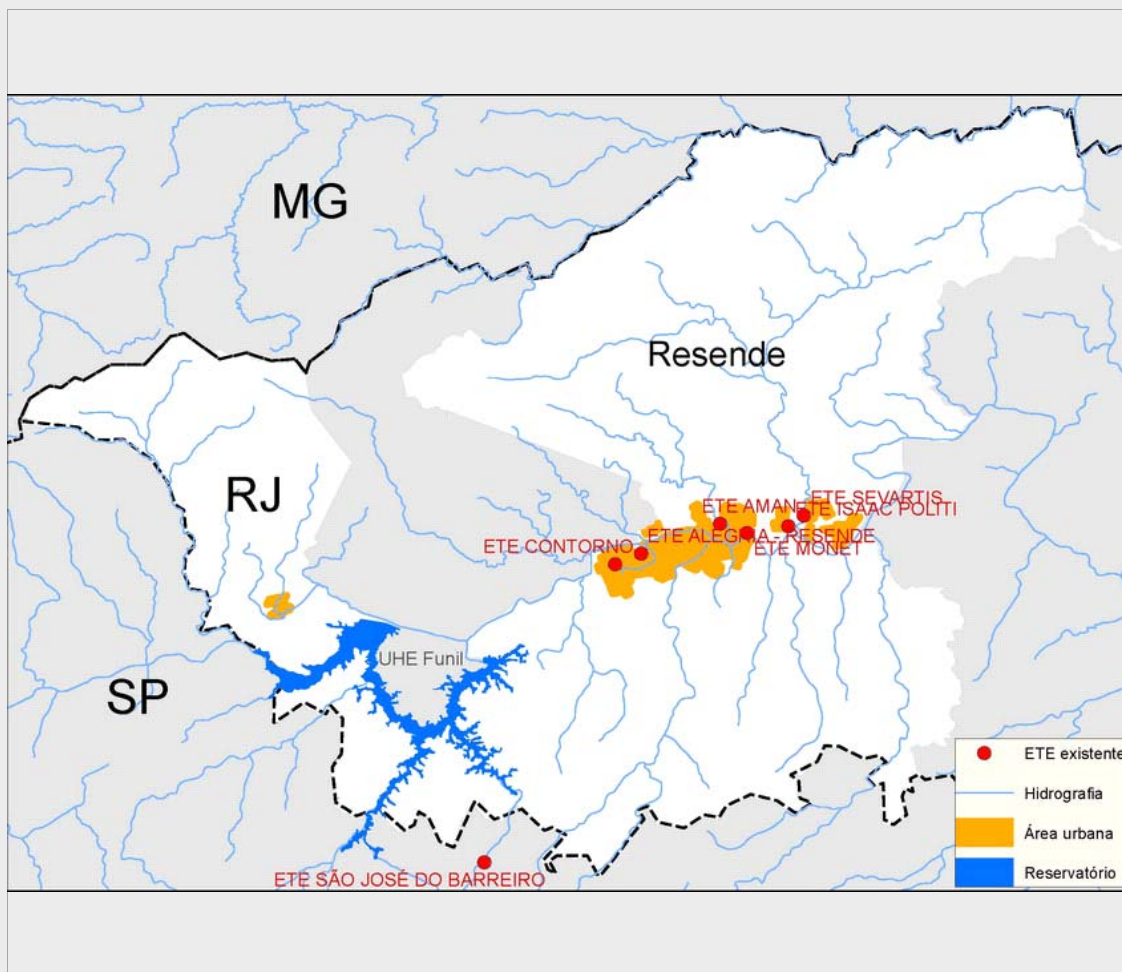 MG
Resende
RJ
ETE SEVARTIS
ETE AMAN
ETE ISAAC POLITI
ETE ALEGRIA - RESENDE
ETE CONTORNO
ETE MONET
UHE Funil
SP
ETE existente
Hidrografia
Área urbana
Reservatório
ETE SÃO JOSÉ DO BARREIRO